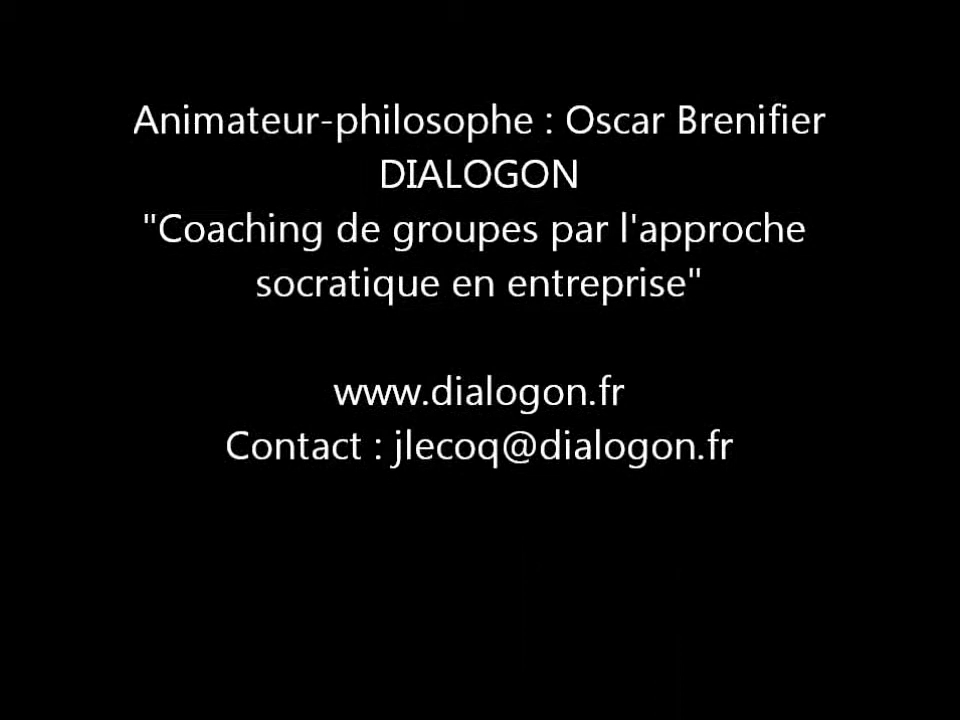 Animateur-philosophe : Oscar Brenifier
DIALOGON
"Coaching de groupes par l'approche
socratique en entreprise"
www.dialogon.fr
Contact : jlecoq@dialogon.fr